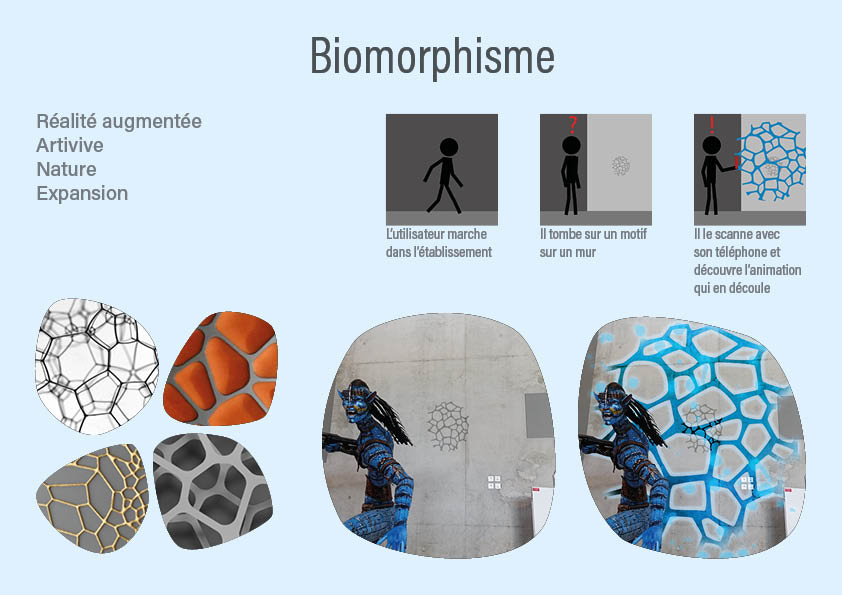 Biomorphisme
Réalité augmentée
Artivive
Nature
Expansion
?
!
L'utilisateur marche
dans l'établissement
Il tombe sur un motif
sur un mur
Il le scanne avec
son téléphone et
découvre l'animation
qui en découle